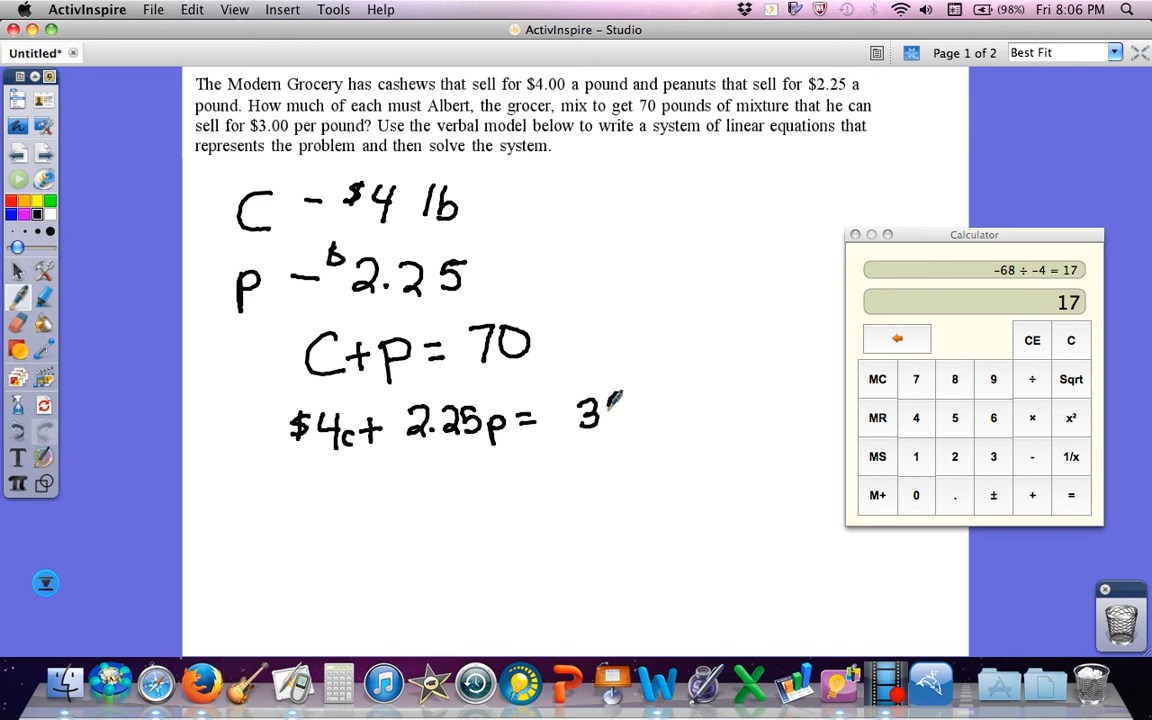 ActivInspire File Edit View Insert Tools Help (98%) Fri 8:06 PM
ActivInspire – Studio
Untitled* Page 1 of 2 Best Fit
The Modern Grocery has cashews that sell for $4.00 a pound and peanuts that sell for $2.25 a
pound. How much of each must Albert, the grocer, mix to get 70 pounds of mixture that he can
sell for $3.00 per pound? Use the verbal model below to write a system of linear equations that
represents the problem and then solve the system.
C - $4 lb
P - $2.25
C+p = 70
$4c+ 2.25p = 3
Calculator
-68 ÷ -4 = 17
17
CE C
MC 7 8 9 ÷ Sqrt
MR 4 5 6 × x²
MS 1 2 3 - 1/x
M+ 0 . ± + =